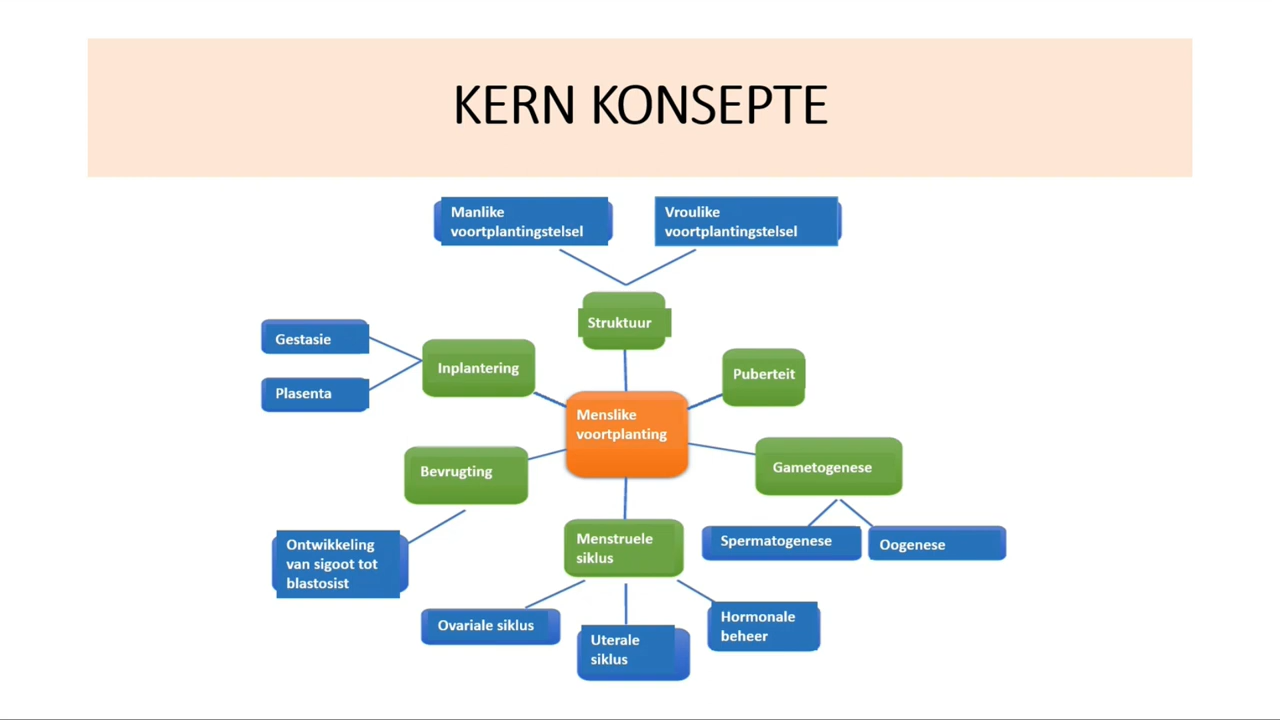 KERN KONSEPTE
Manlike
voortplantingstelsel
Vroulike
voortplantingstelsel
Struktuur
Gestasie
Inplantering
Puberteit
Plasenta
Menslike
voortplanting
Bevrugting
Gametogenese
Ontwikkeling
van sigoot tot
blastosist
Menstruele
siklus
Spermatogenese
Oogenese
Ovariale siklus
Uterale
siklus
Hormonale
beheer